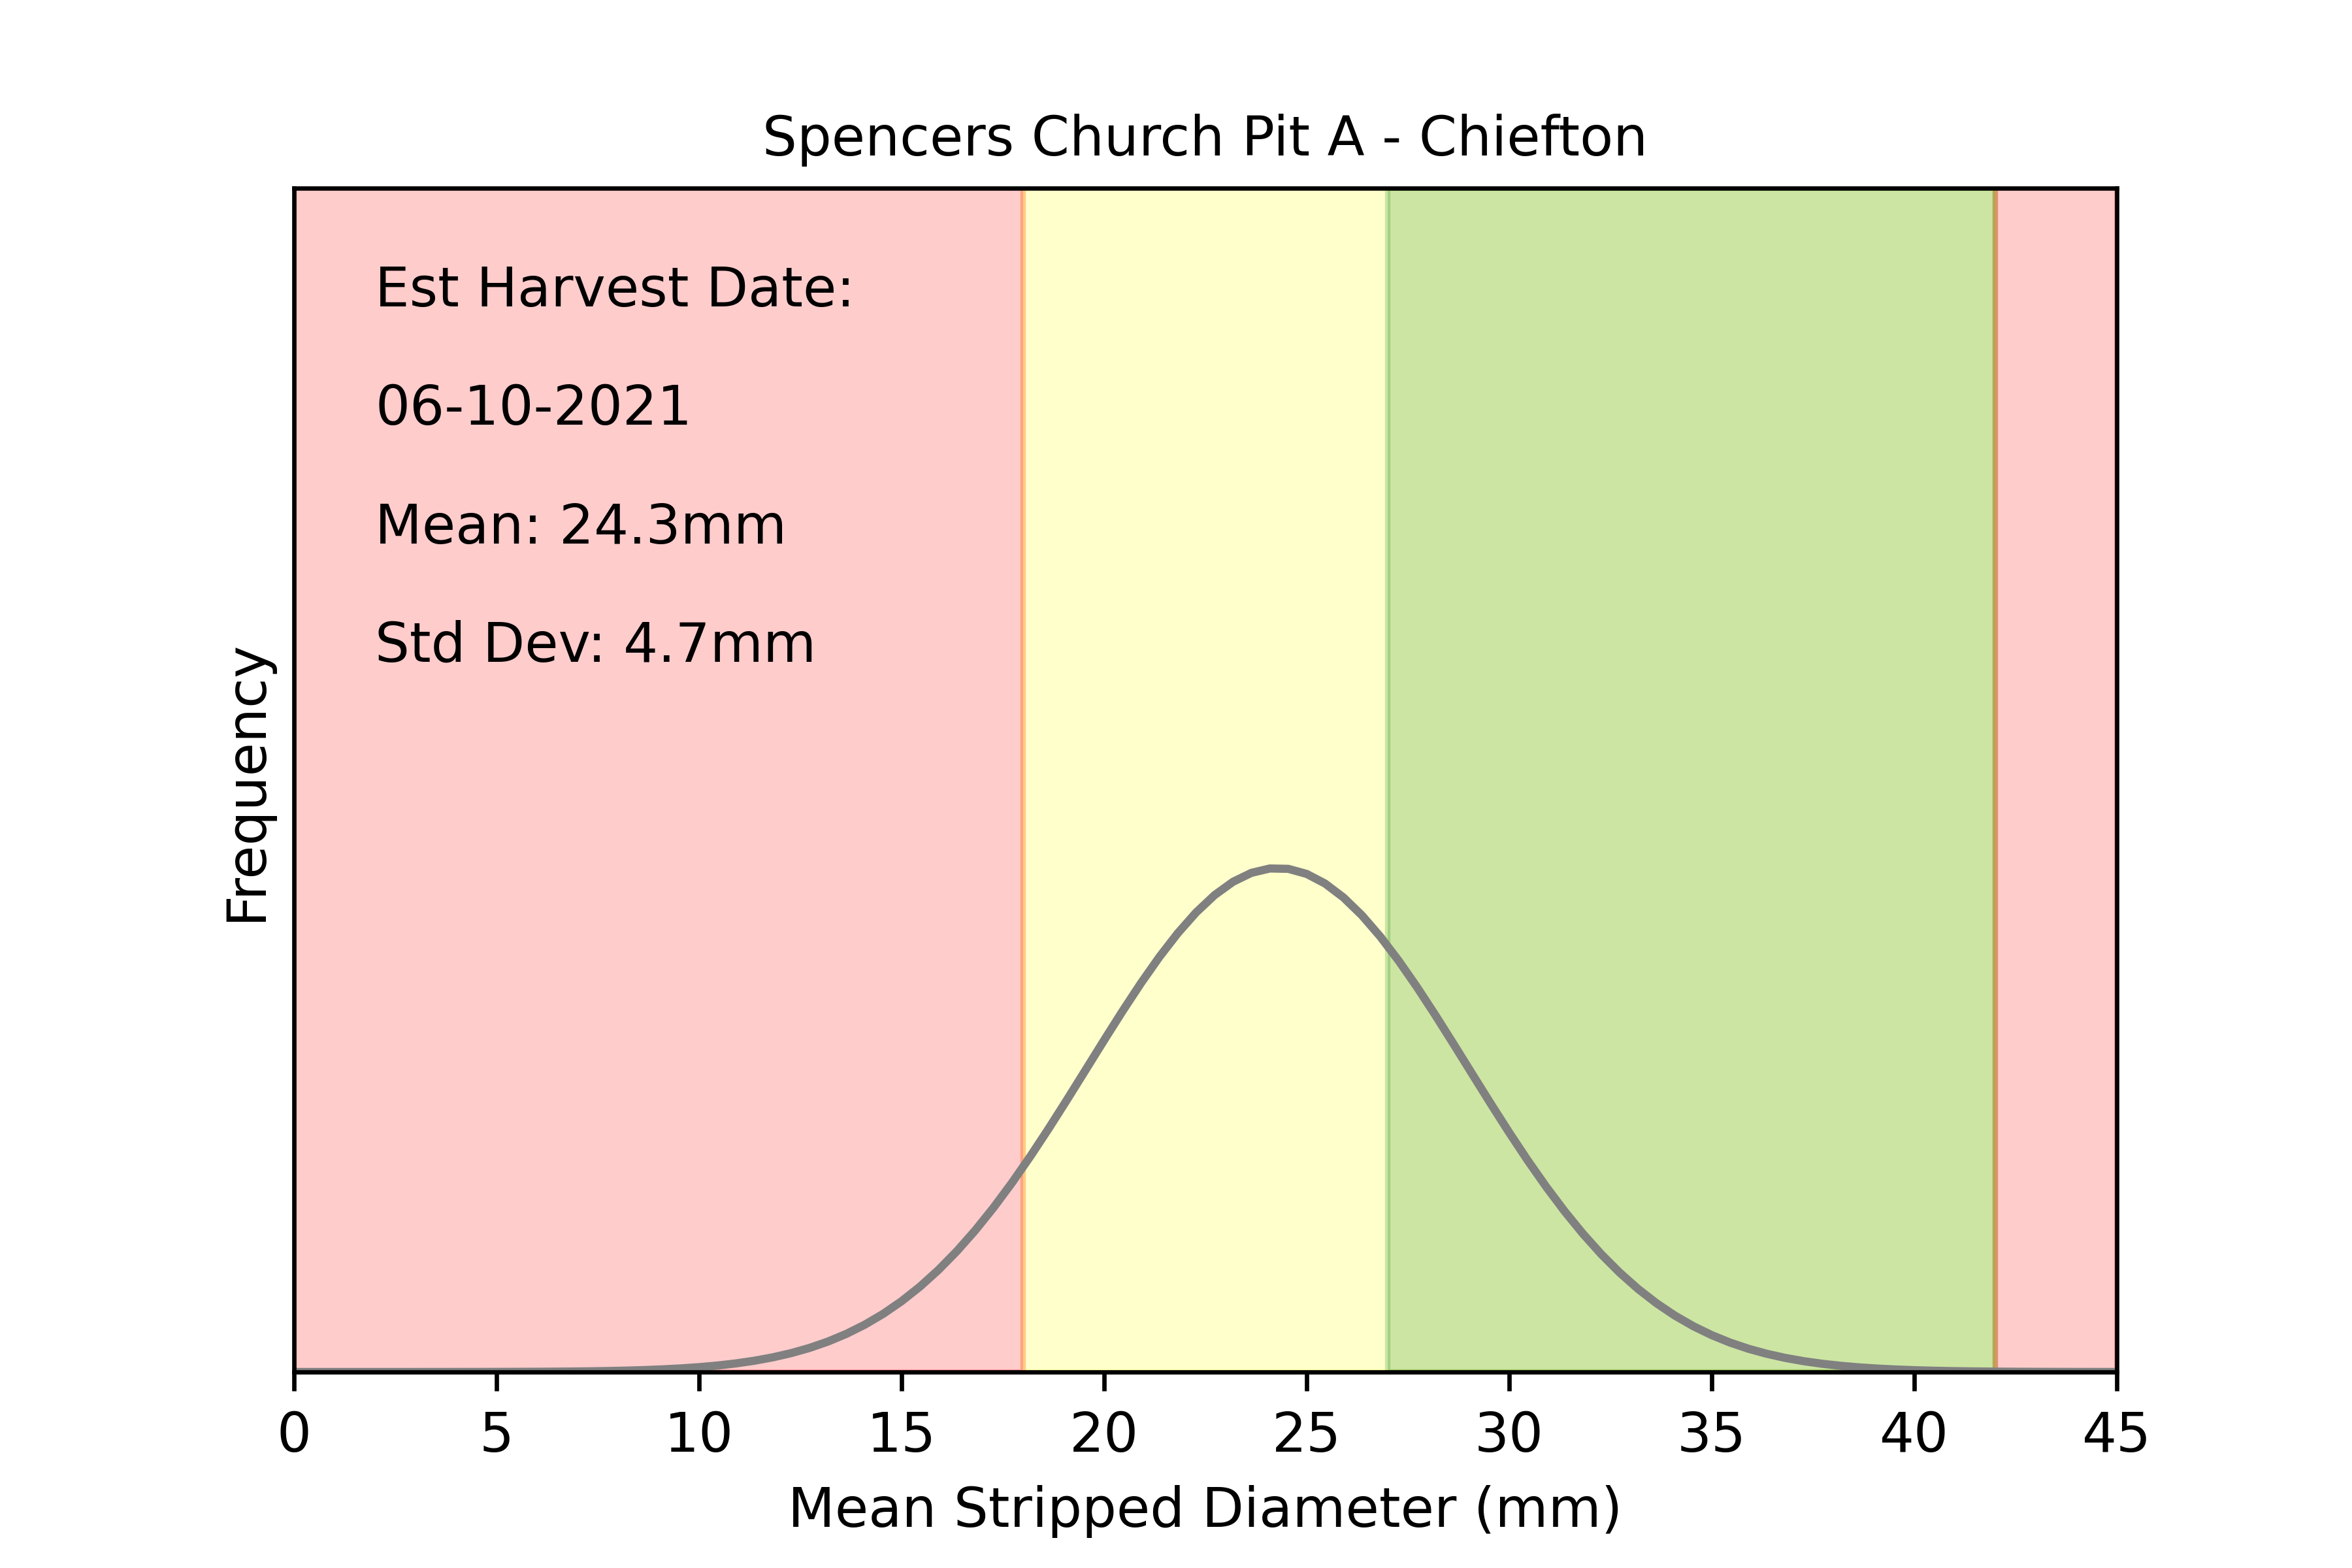 Spencers Church Pit A - Chiefton
Est Harvest Date:
06-10-2021
Mean: 24.3mm
Std Dev: 4.7mm
Frequency
0 5 10 15 20 25 30 35 40 45
Mean Stripped Diameter (mm)